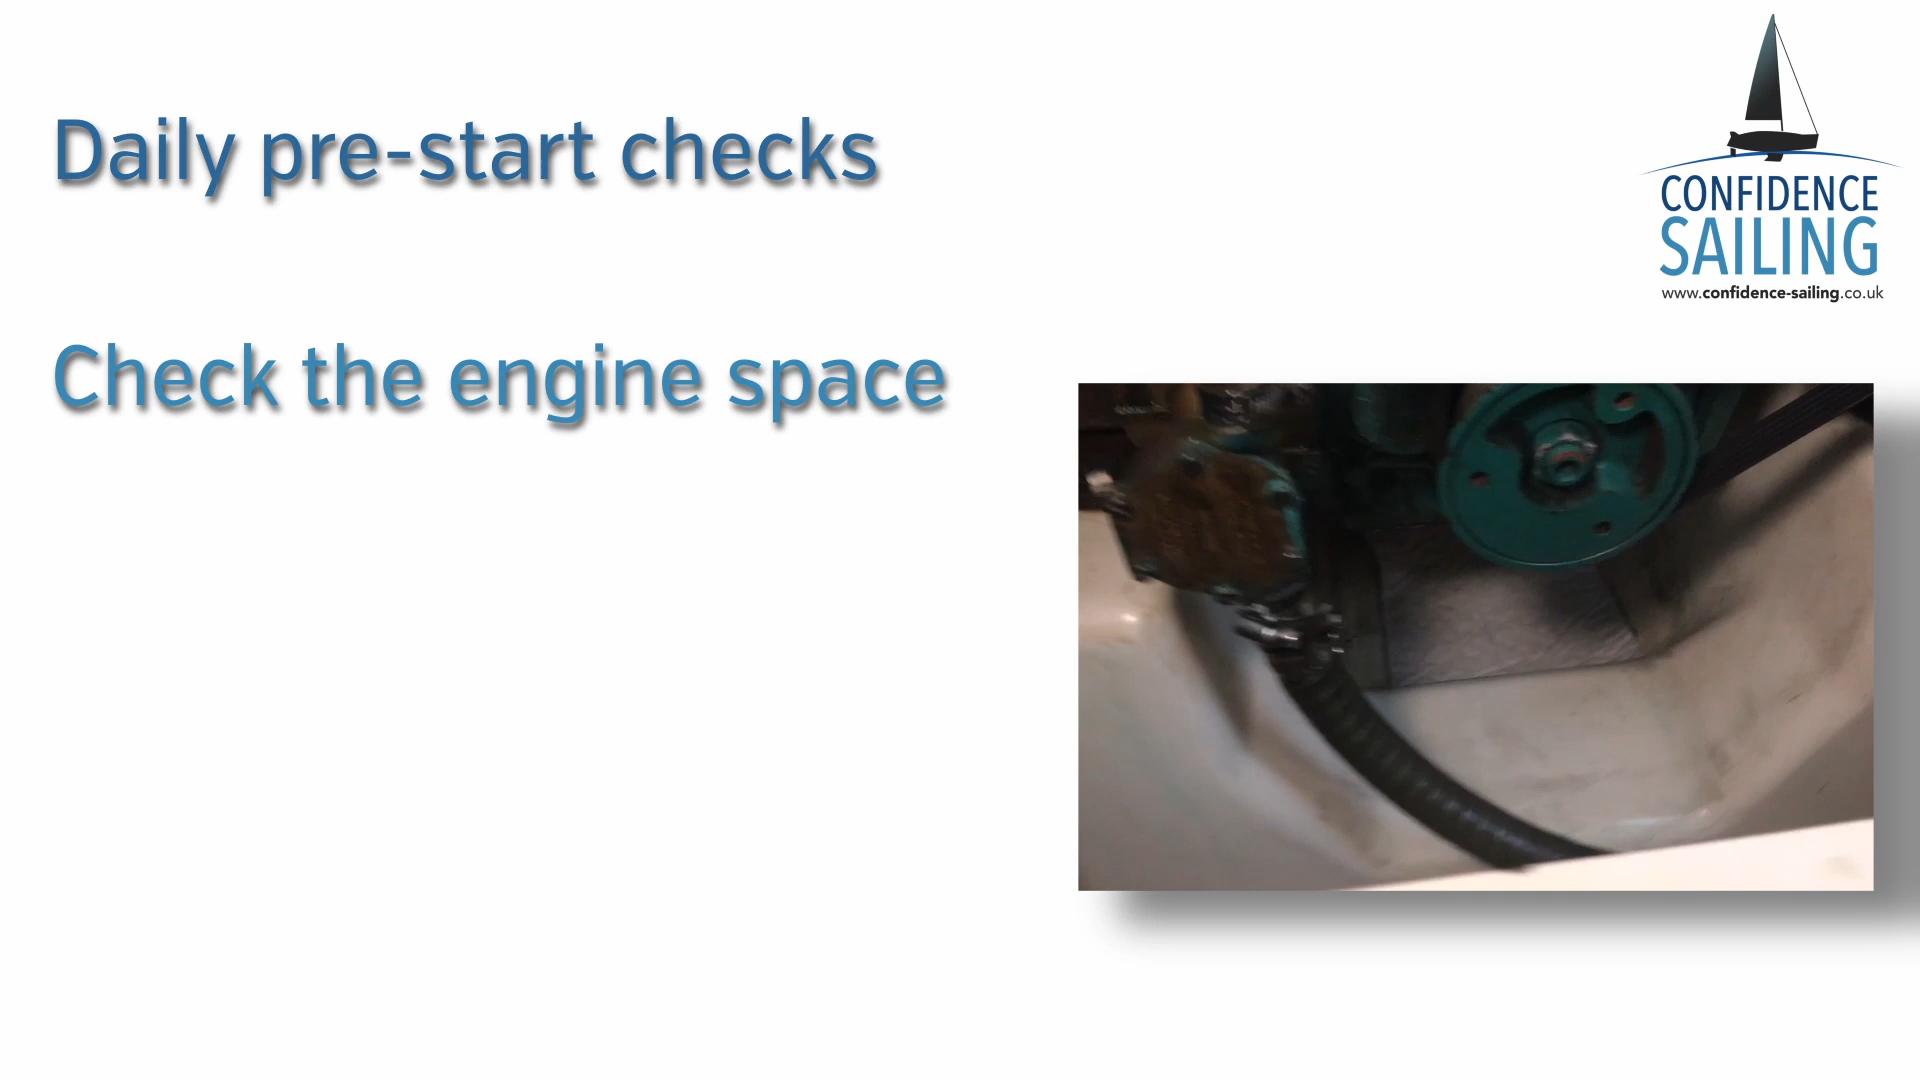 Daily pre-start checks
CONFIDENCE
SAILING
www.confidence-sailing.co.uk
Check the engine space